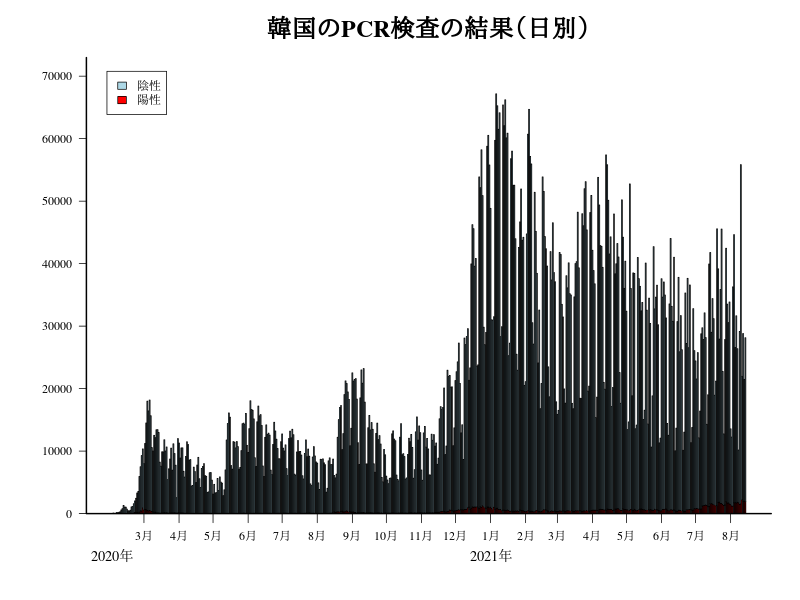 韓国のPCR検査の結果（日別）
陰性
陽性
70000
60000
50000
40000
30000
20000
10000
0
3月 4月 5月 6月 7月 8月 9月 10月 11月 12月 1月 2月 3月 4月 5月 6月 7月 8月
2020年 2021年